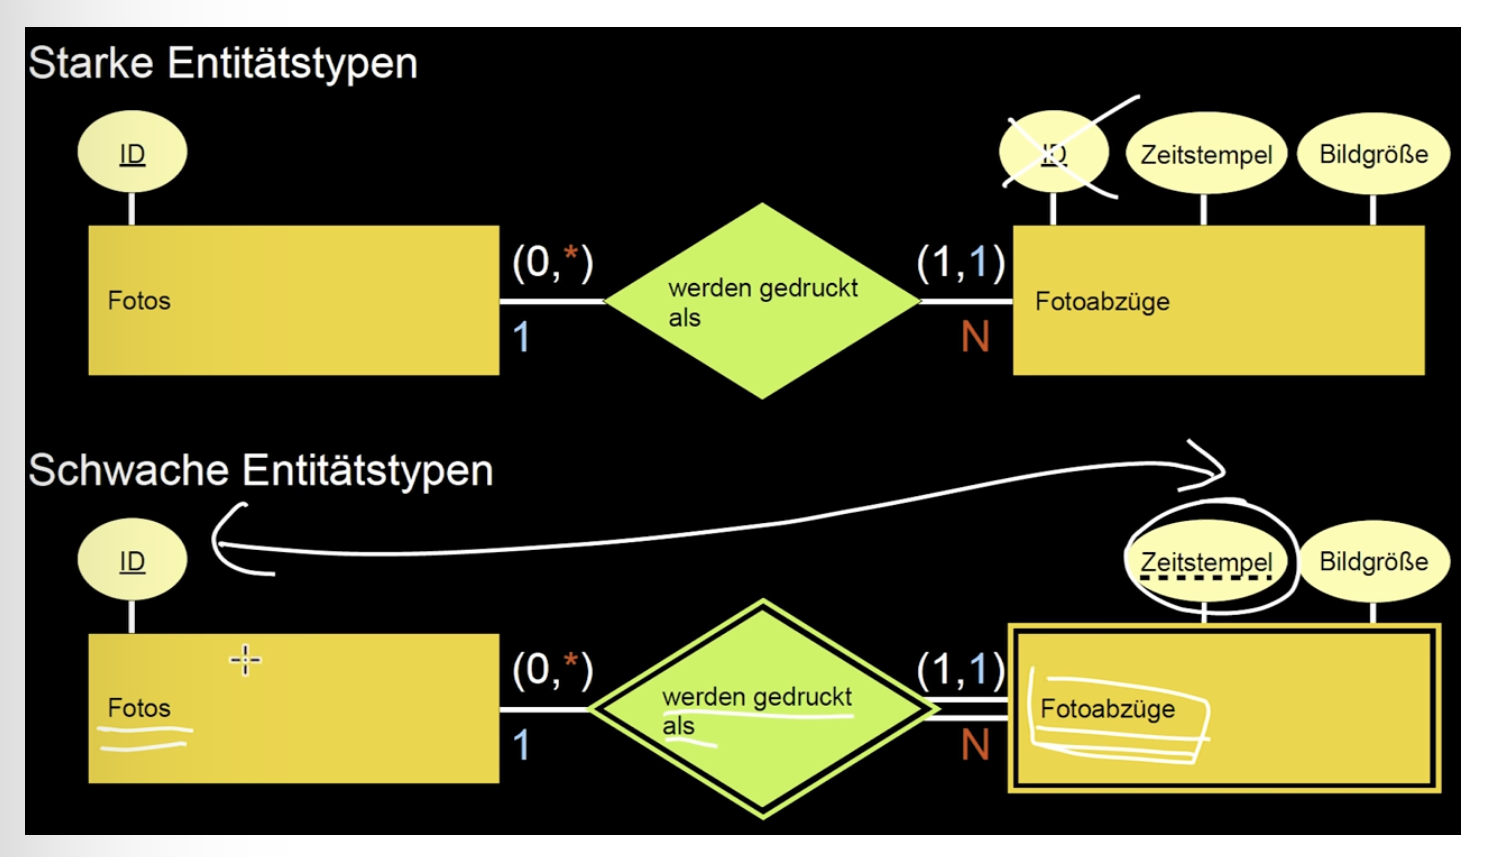 Starke Entitätstypen
ID
ID
Zeitstempel
Bildgröße
Fotos
(0,*)
1
werden gedruckt
als
(1,1)
N
Fotoabzüge
Schwache Entitätstypen
ID
Zeitstempel
Bildgröße
Fotos
(0,*)
1
werden gedruckt
als
(1,1)
N
Fotoabzüge